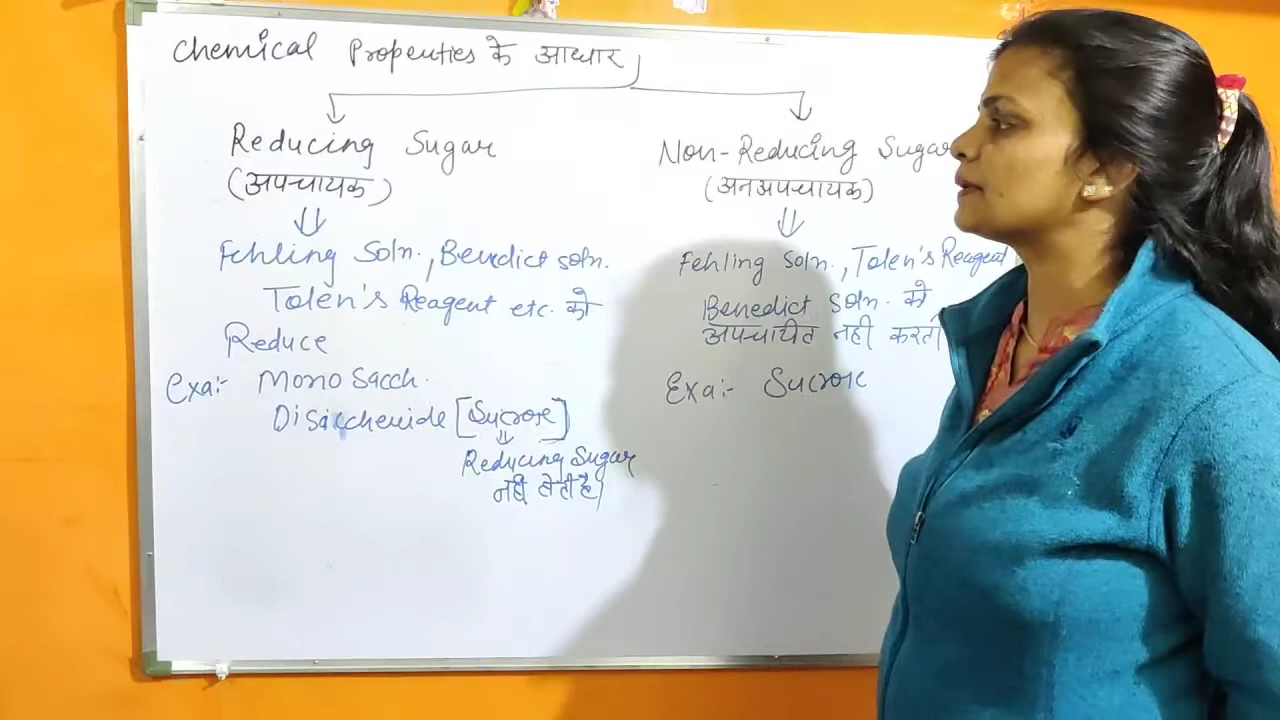 Chemical Properties के आधार
Reducing Sugar
(अपचायक)
Fehling Soln., Benedict soln.
Tolen's Reagent etc. को
Reduce
Exa:- Mono Sacch.
Disaccheride [Sucrose]
Reducing Sugar
नहीं होती है।
Non-Reducing Sugar
(अनअपचायक)
Fehling Soln., Tolen's Reagent
Benedict Soln. को
अपचायीत नही करती
Exa:- Sucrose